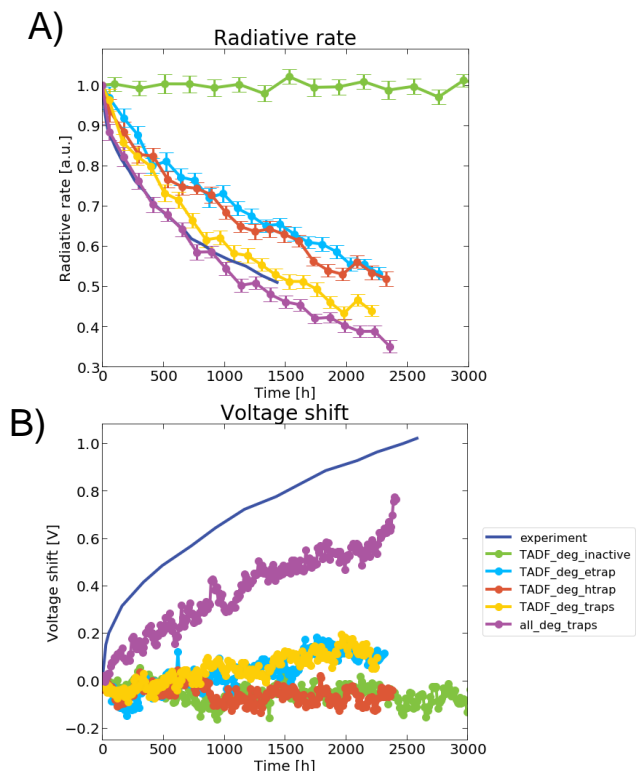 A)
Radiative rate
1.0
0.9
0.8
0.7
0.6
0.5
0.4
0.3
Radiative rate [a.u.]
0 500 1000 1500 2000 2500 3000
Time [h]
B)
Voltage shift
1.0
0.8
0.6
0.4
0.2
0.0
−0.2
Voltage shift [V]
0 500 1000 1500 2000 2500 3000
Time [h]
experiment
TADF_deg_inactive
TADF_deg_etrap
TADF_deg_htrap
TADF_deg_traps
all_deg_traps